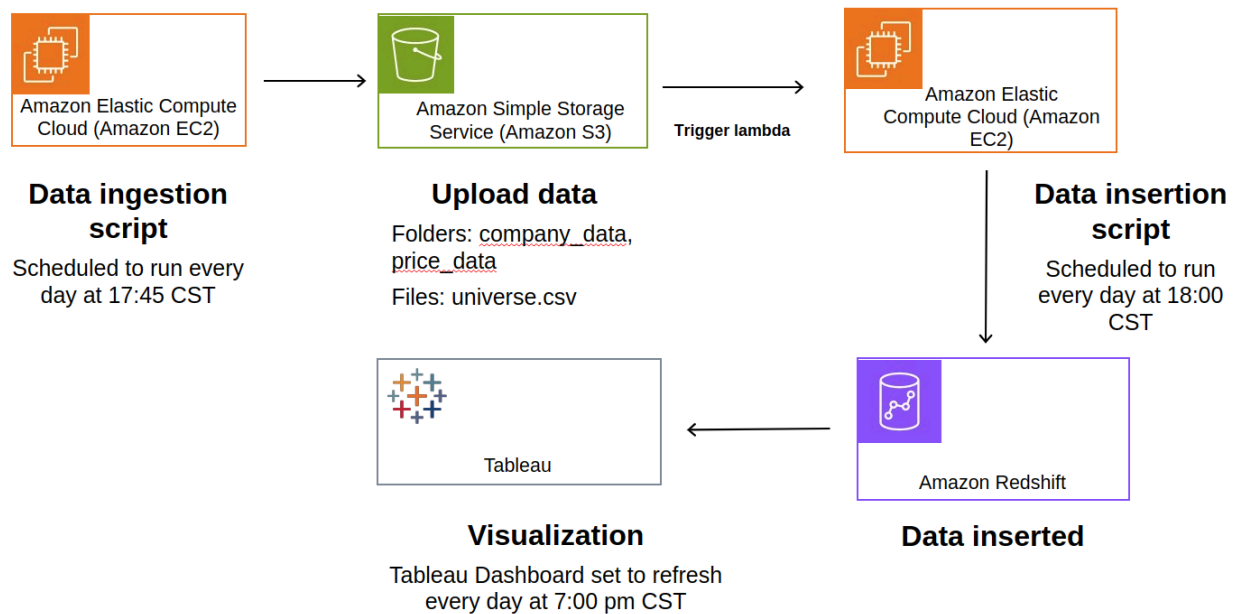 Amazon Elastic Compute
Cloud (Amazon EC2)
Data ingestion
script
Scheduled to run every
day at 17:45 CST
Amazon Simple Storage
Service (Amazon S3)
Upload data
Folders: company_data,
price_data
Files: universe.csv
Trigger lambda
Amazon Elastic
Compute Cloud (Amazon
EC2)
Data insertion
script
Scheduled to run
every day at 18:00
CST
Amazon Redshift
Data inserted
Tableau
Visualization
Tableau Dashboard set to refresh
every day at 7:00 pm CST